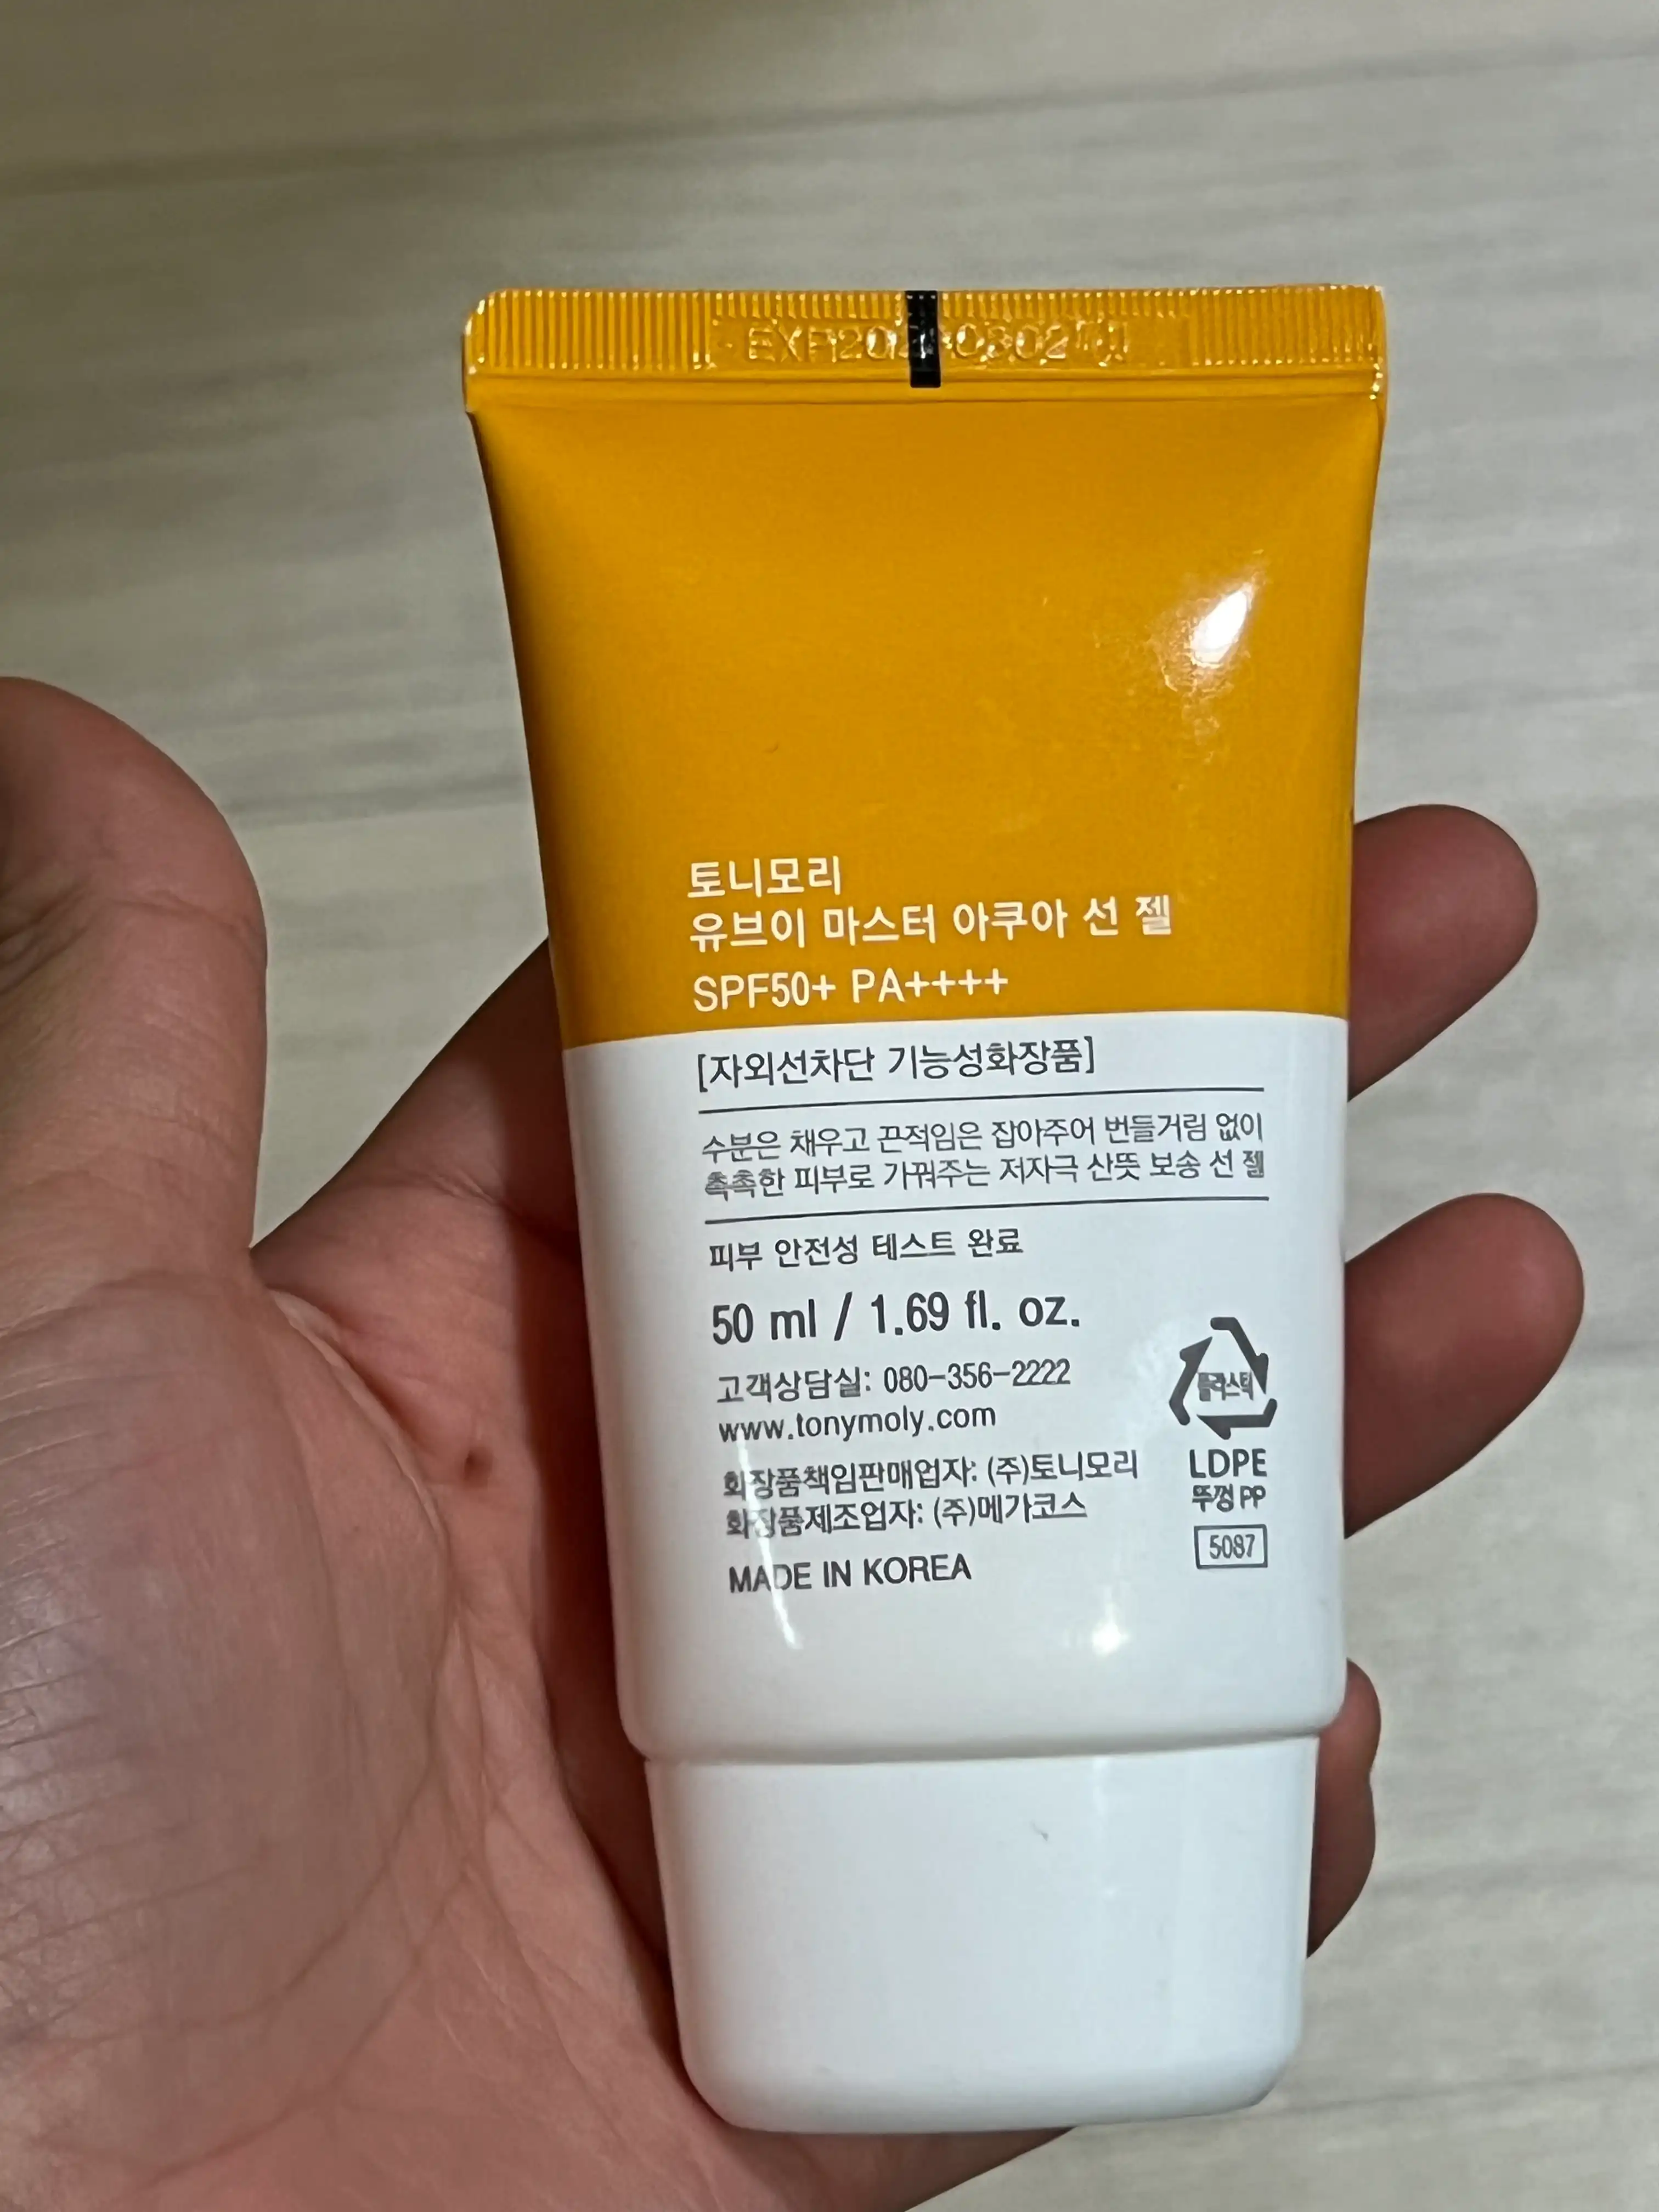 토니모리
유브이 마스터 아쿠아 선 젤
SPF50+ PA++++
[자외선차단 기능성화장품]
수분은 채우고 끈적임은 잡아주어 번들거림 없이
촉촉한 피부로 가꿔주는 저자극 산뜻 보송 선 젤
피부 안전성 테스트 완료
50 ml / 1.69 fl. oz.
고객상담실: 080-356-2222
www.tonymoly.com
화장품책임판매업자: (주)토니모리
화장품제조업자: (주)메가코스
MADE IN KOREA
플라스틱
LDPE
뚜껑 PP
5087